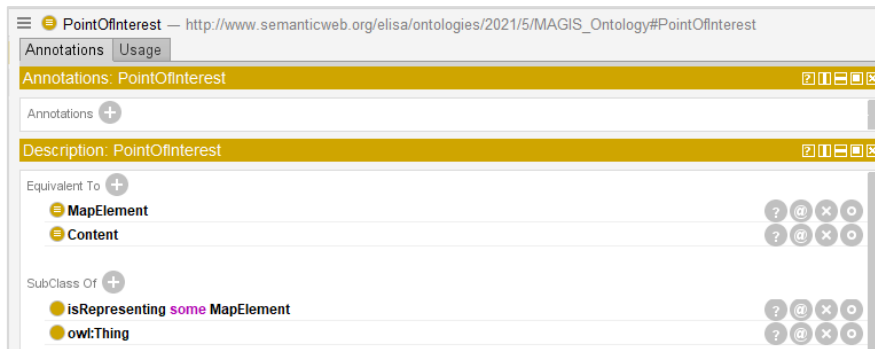 PointOfInterest — http://www.semanticweb.org/elisa/ontologies/2021/5/MAGIS_Ontology#PointOfInterest
Annotations Usage
Annotations: PointOfInterest
Annotations
Description: PointOfInterest
Equivalent To
MapElement
Content
SubClass Of
isRepresenting some MapElement
owl:Thing